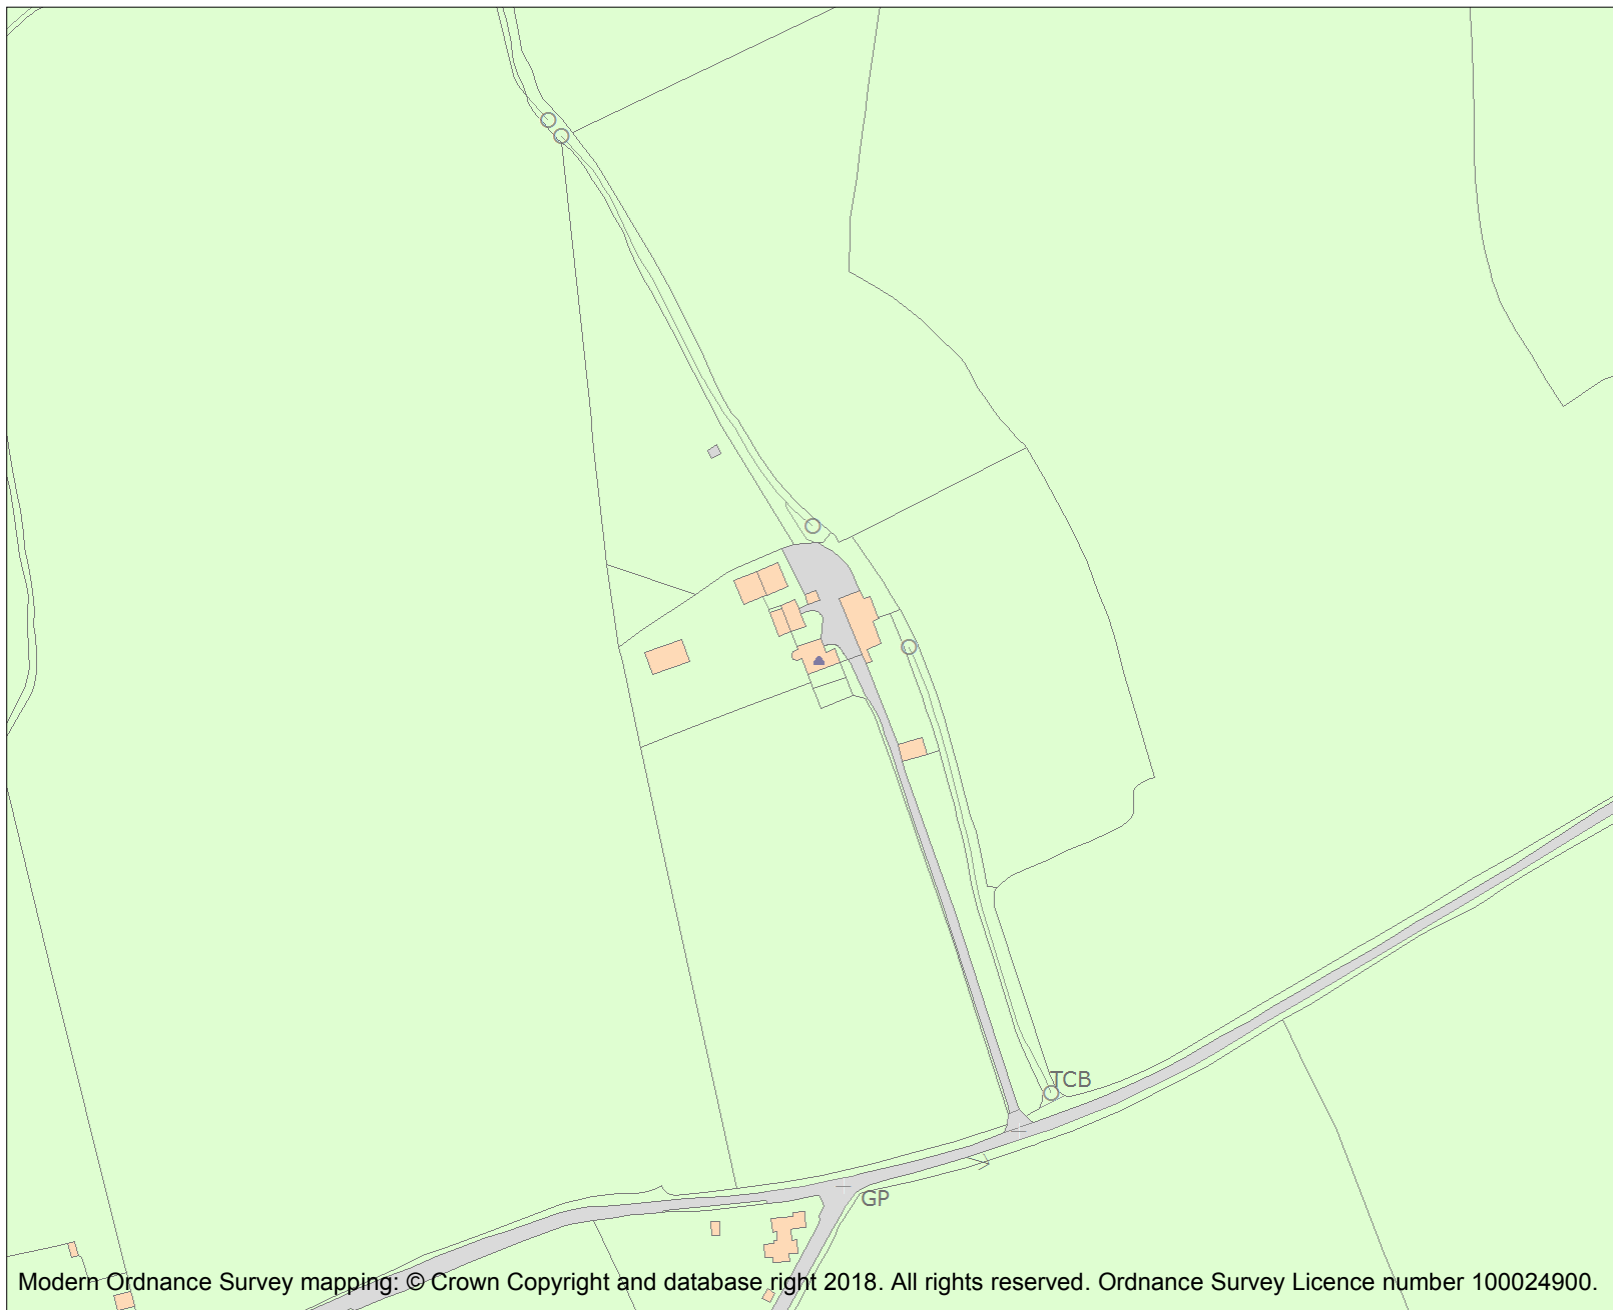 TCB
GP
Modern Ordnance Survey mapping: © Crown Copyright and database right 2018. All rights reserved. Ordnance Survey Licence number 100024900.